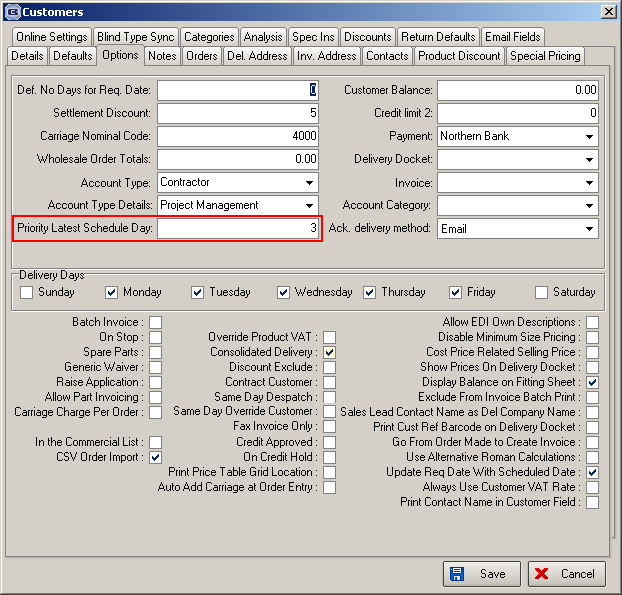 Customers
Online Settings Blind Type Sync Categories Analysis Spec Ins Discounts Return Defaults Email Fields
Details Defaults Options Notes Orders Del. Address Inv. Address Contacts Product Discount Special Pricing
Def. No Days for Req. Date: 0 Customer Balance: 0.00
Settlement Discount: 5 Credit limit 2: 0
Carriage Nominal Code: 4000 Payment: Northern Bank
Wholesale Order Totals: 0.00 Delivery Docket:
Account Type: Contractor Invoice:
Account Type Details: Project Management Account Category:
Priority Latest Schedule Day: 3 Ack. delivery method: Email
Delivery Days
Sunday Monday Tuesday Wednesday Thursday Friday Saturday
Batch Invoice : Allow EDI Own Descriptions :
On Stop : Override Product VAT : Disable Minimum Size Pricing :
Spare Parts : Consolidated Delivery : Cost Price Related Selling Price :
Generic Waiver : Discount Exclude : Show Prices On Delivery Docket :
Raise Application : Contract Customer : Display Balance on Fitting Sheet :
Allow Part Invoicing : Same Day Despatch : Exclude From Invoice Batch Print :
Carriage Charge Per Order : Same Day Override Customer : Sales Lead Contact Name as Del Company Name :
Fax Invoice Only : Print Cust Ref Barcode on Delivery Docket :
In the Commercial List : Credit Approved : Go From Order Made to Create Invoice :
CSV Order Import : On Credit Hold : Use Alternative Roman Calculations :
Print Price Table Grid Location : Update Req Date With Scheduled Date :
Auto Add Carriage at Order Entry : Always Use Customer VAT Rate :
Print Contact Name in Customer Field :
Save Cancel